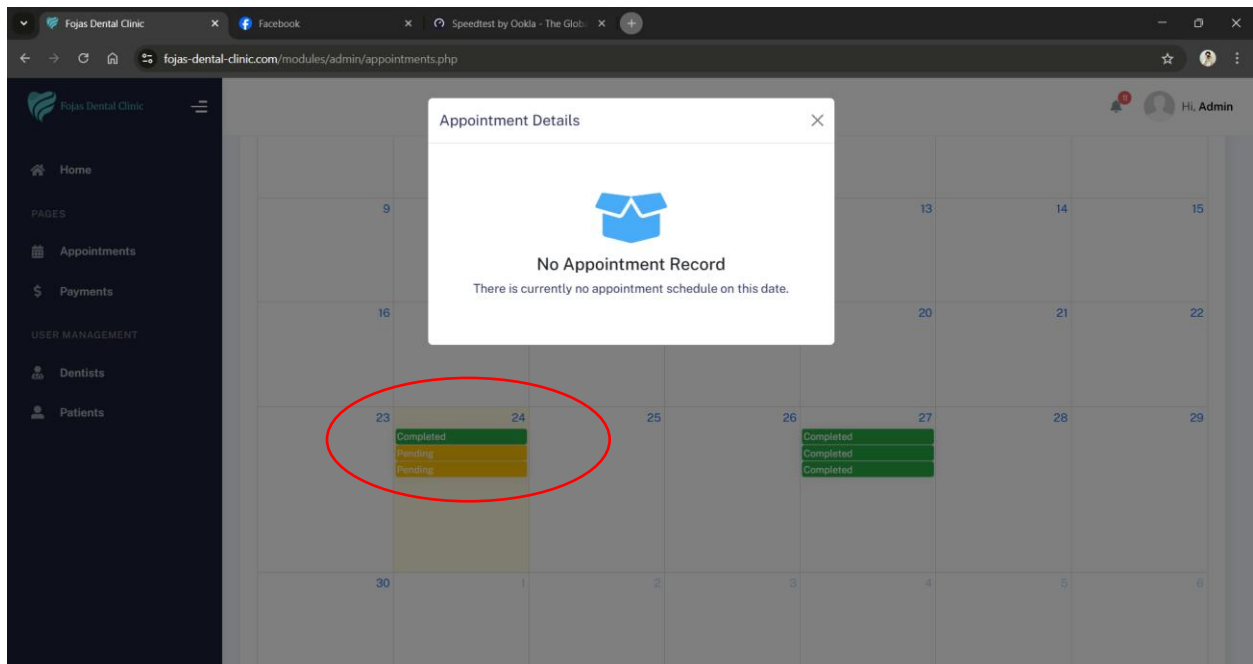 Fojas Dental Clinic
Facebook
Speedtest by Ookla - The Glob
fojas-dental-clinic.com/modules/admin/appointments.php
Fojas Dental Clinic
Appointment Details
Hi, Admin
Home
PAGES
9
13
14
15
Appointments
No Appointment Record
Payments
There is currently no appointment schedule on this date.
16
20
21
22
USER MANAGEMENT
Dentists
Patients
23
24
25
26
27
28
29
Completed
Pending
Pending
Completed
Completed
Completed
30
1
2
3
4
5
6